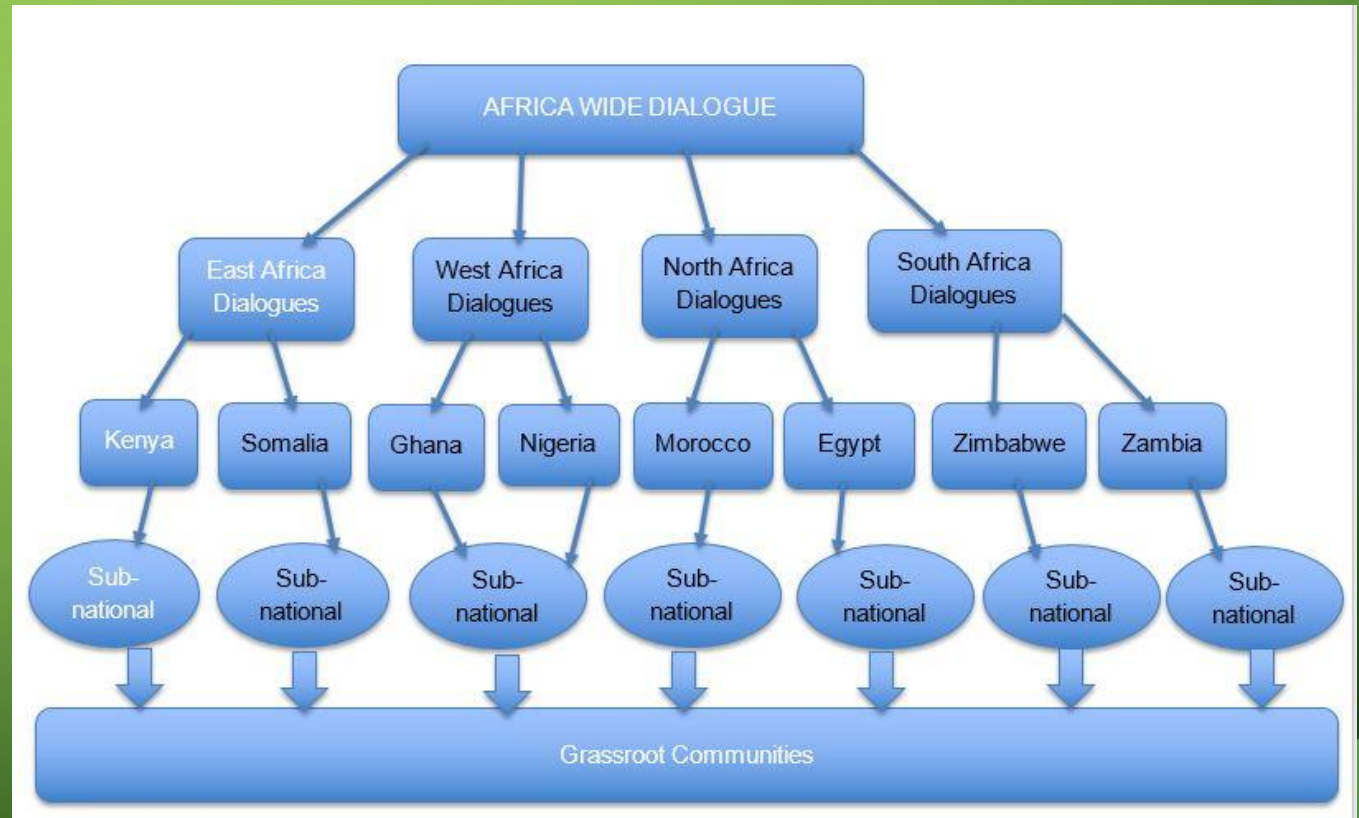 AFRICA WIDE DIALOGUE
East Africa
Dialogues
West Africa
Dialogues
North Africa
Dialogues
South Africa
Dialogues
Kenya
Somalia
Ghana
Nigeria
Morocco
Egypt
Zimbabwe
Zambia
Sub-
national
Sub-
national
Sub-
national
Sub-
national
Sub-
national
Sub-
national
Sub-
national
Grassroot Communities